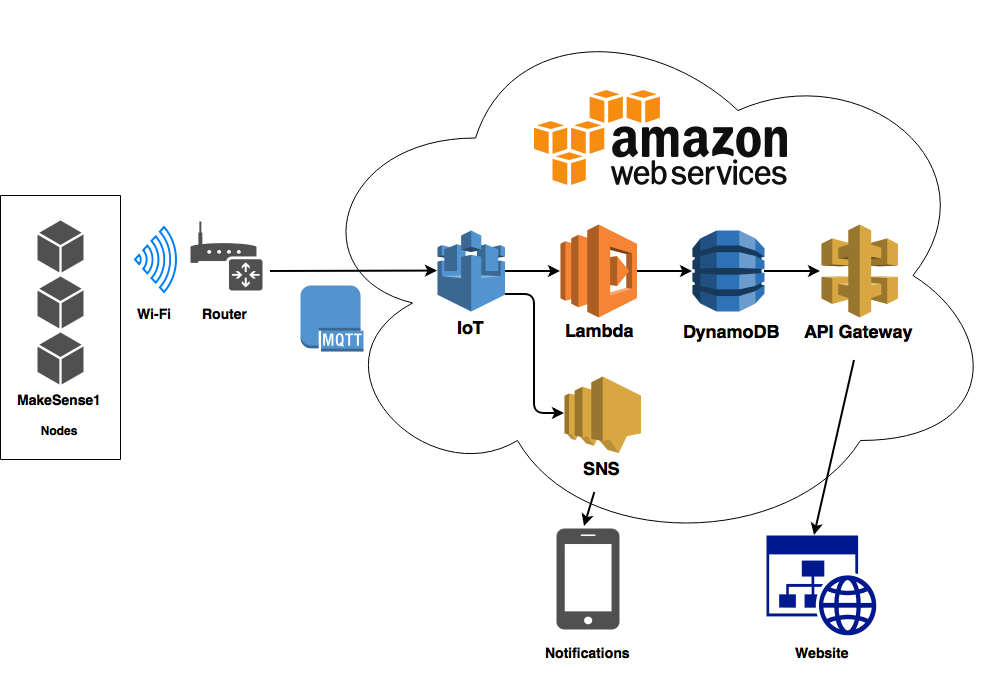 amazon
web services
Wi-Fi
Router
MQTT
IoT
Lambda
DynamoDB
API Gateway
MakeSense1
Nodes
SNS
Notifications
Website